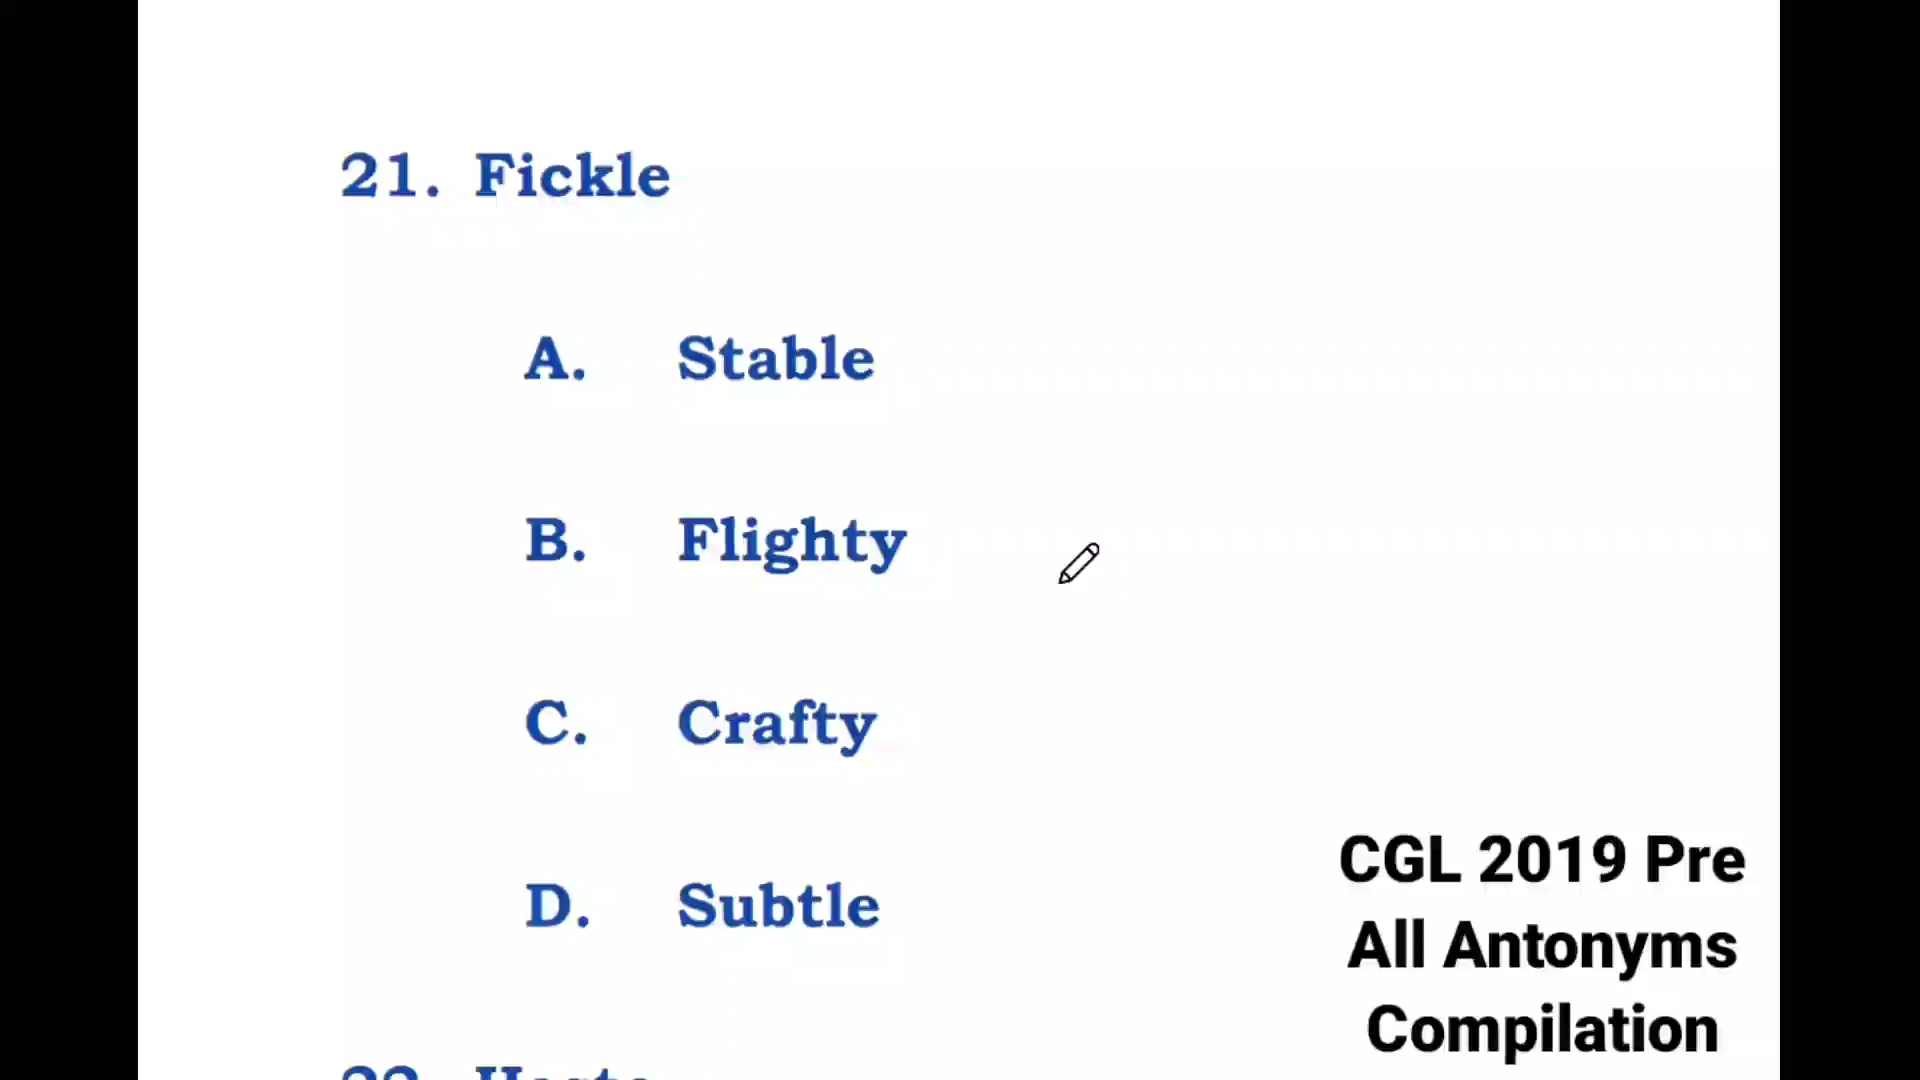 21. Fickle
A. Stable
B. Flighty
C. Crafty
D. Subtle
CGL 2019 Pre
All Antonyms
Compilation